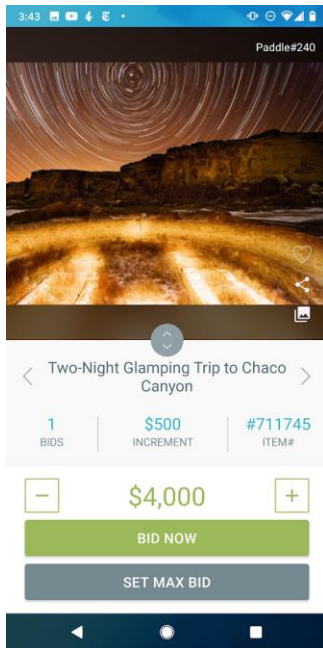 3:43
Paddle#240
Two-Night Glamping Trip to Chaco
Canyon
1
BIDS
$500
INCREMENT
#711745
ITEM#
$4,000
BID NOW
SET MAX BID